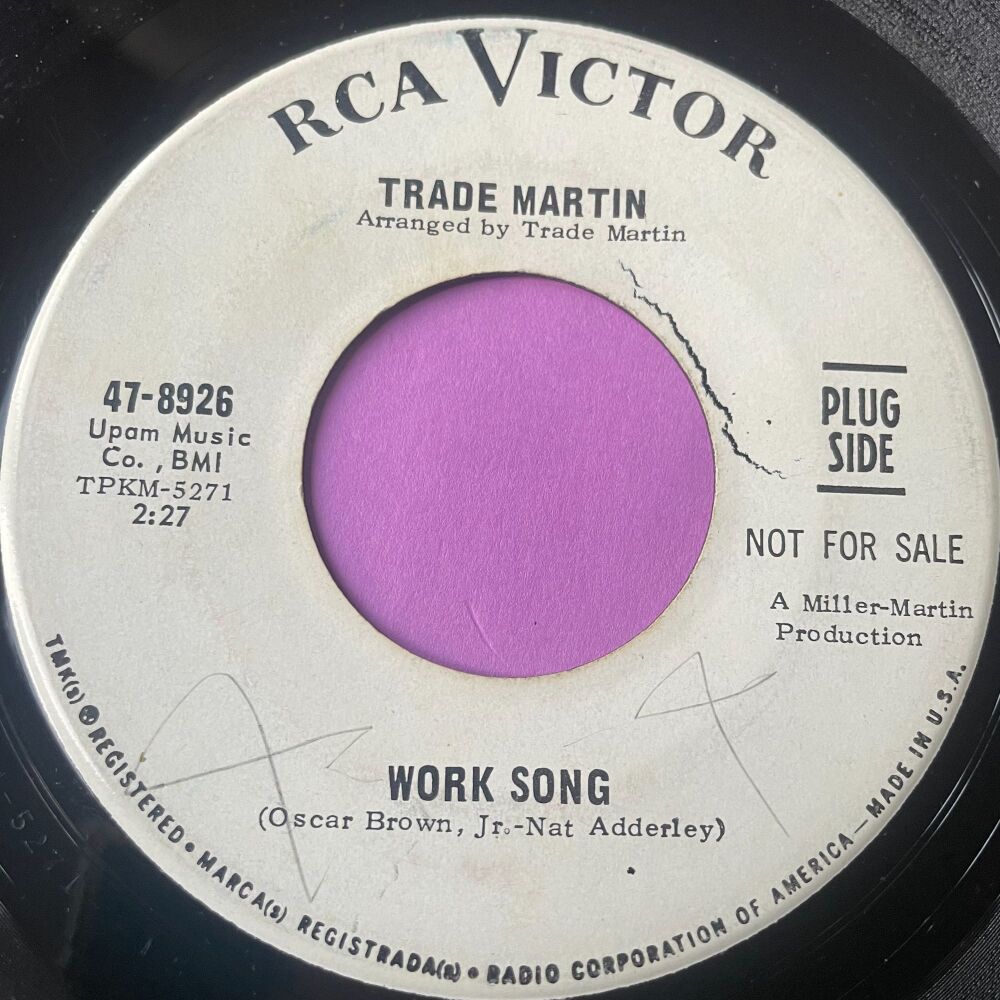 RCA VICTOR
TRADE MARTIN
Arranged by Trade Martin
47-8926
Upam Music
Co., BMI
TPKM-5271
2:27
PLUG
SIDE
NOT FOR SALE
A Miller-Martin
Production
WORK SONG
(Oscar Brown, Jr.-Nat Adderley)
TMK(s) ® REGISTERED • MARCA(s) REGISTRADA(s) • RADIO CORPORATION OF AMERICA—MADE IN U.S.A.